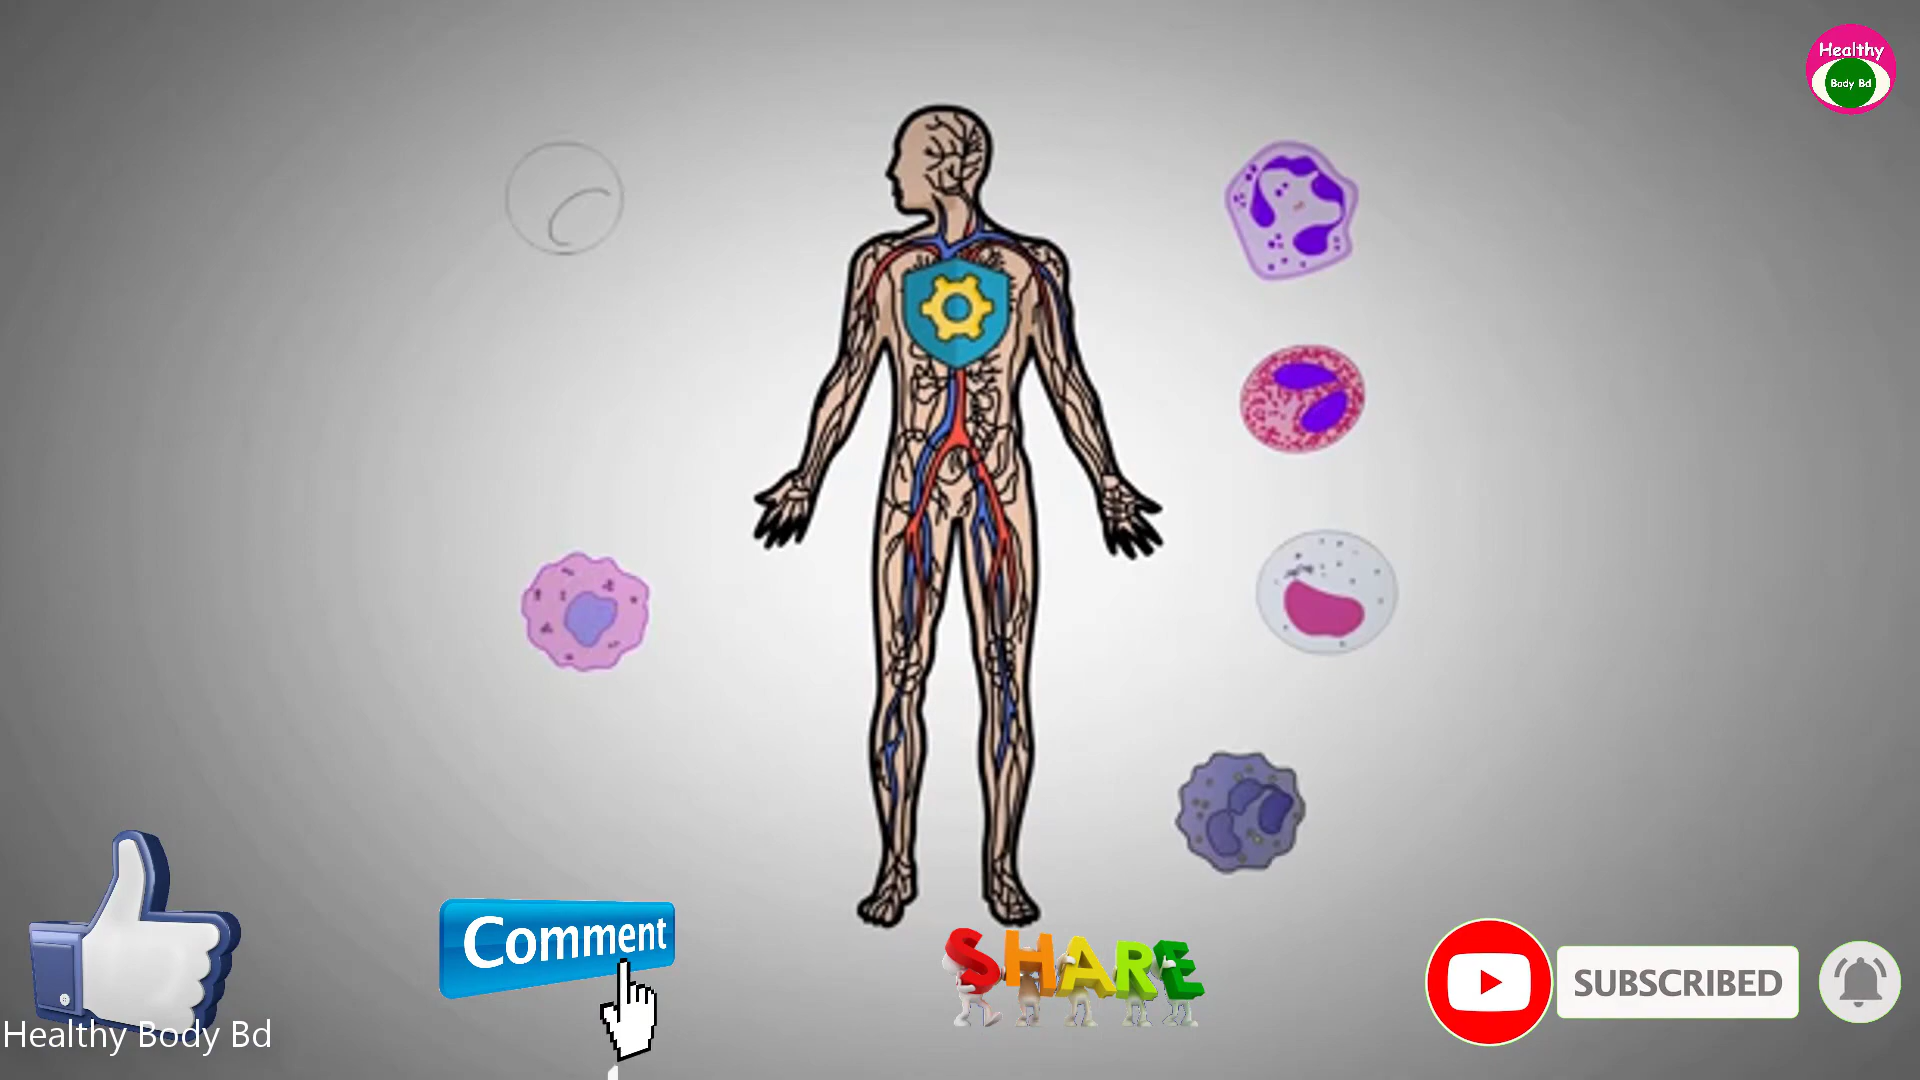 Healthy
Body Bd
Comment
SHARE
SUBSCRIBED
Healthy Body Bd